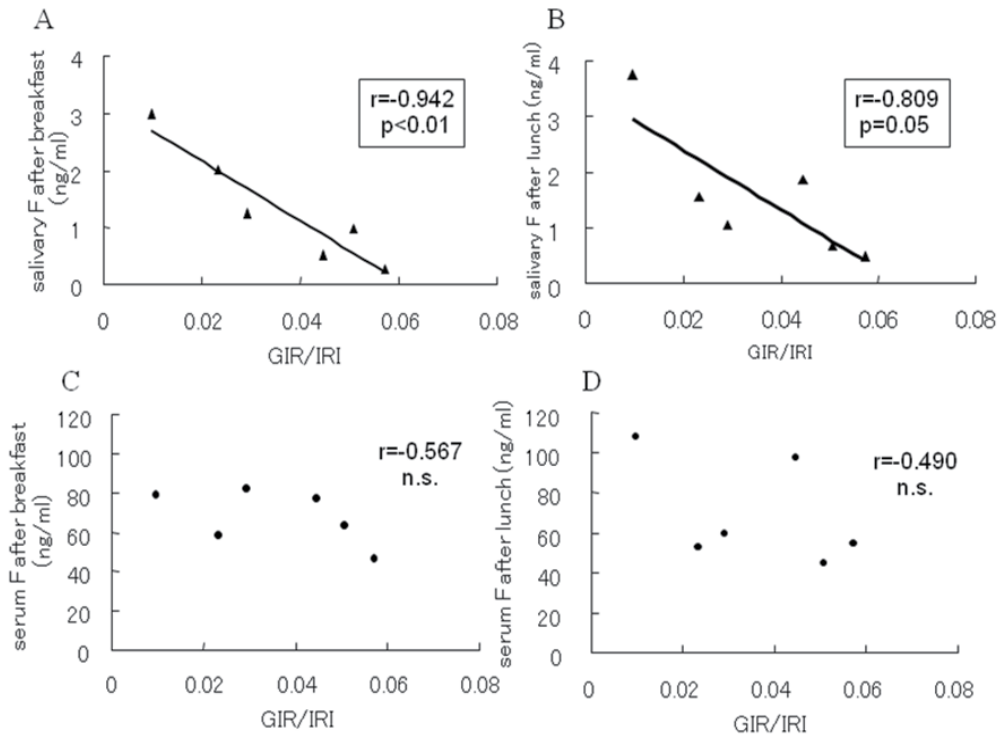 A
salivary F after breakfast
(ng/ml)
4
3
2
1
0
0 0.02 0.04 0.06 0.08
GIR/IRI
r=-0.942
p<0.01
B
salivary F after lunch (ng/ml)
4
3
2
1
0
0 0.02 0.04 0.06 0.08
GIR/IRI
r=-0.809
p=0.05
C
serum F after breakfast
(ng/ml)
120
100
80
60
40
20
0
0 0.02 0.04 0.06 0.08
GIR/IRI
r=-0.567
n.s.
D
serum F after lunch (ng/ml)
120
100
80
60
40
20
0
0 0.02 0.04 0.06 0.08
GIR/IRI
r=-0.490
n.s.